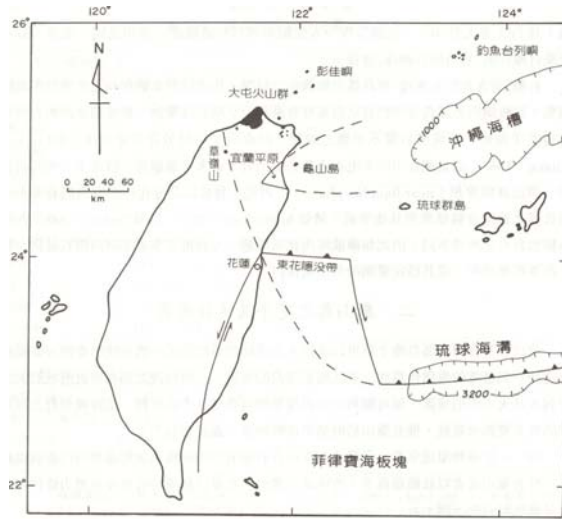 120°
122°
124°
26°
釣魚台列嶼
N
彭佳嶼
大屯火山群
1000
沖繩海槽
草嶺山
宜蘭平原
龜山島
0 20 40 60
km
琉球群島
24°
花蓮
東花隱没帶
琉球海溝
3200
菲律賓海板塊
22°